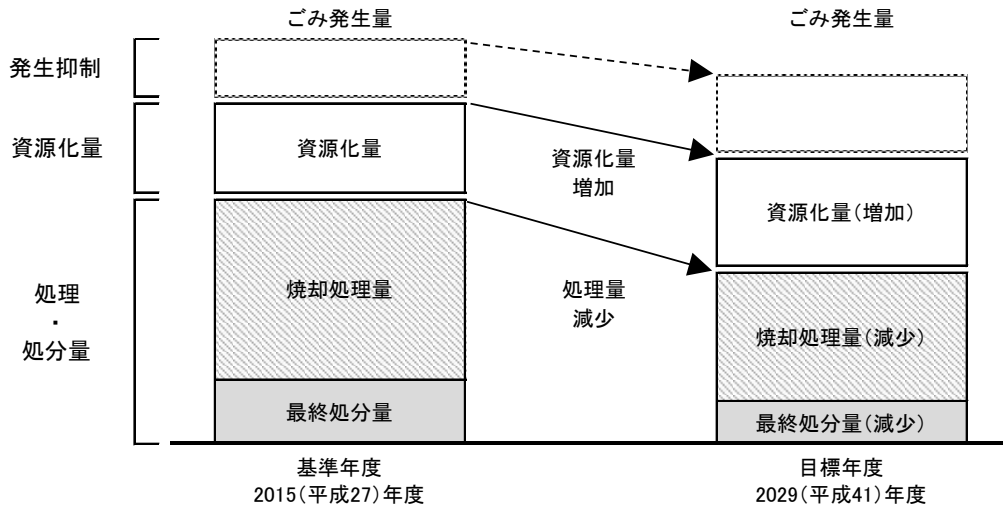 ごみ発生量
ごみ発生量
発生抑制
資源化量
資源化量
資源化量
増加
資源化量(増加)
処理
・
処分量
焼却処理量
処理量
減少
焼却処理量(減少)
最終処分量
最終処分量(減少)
基準年度
2015(平成27)年度
目標年度
2029(平成41)年度